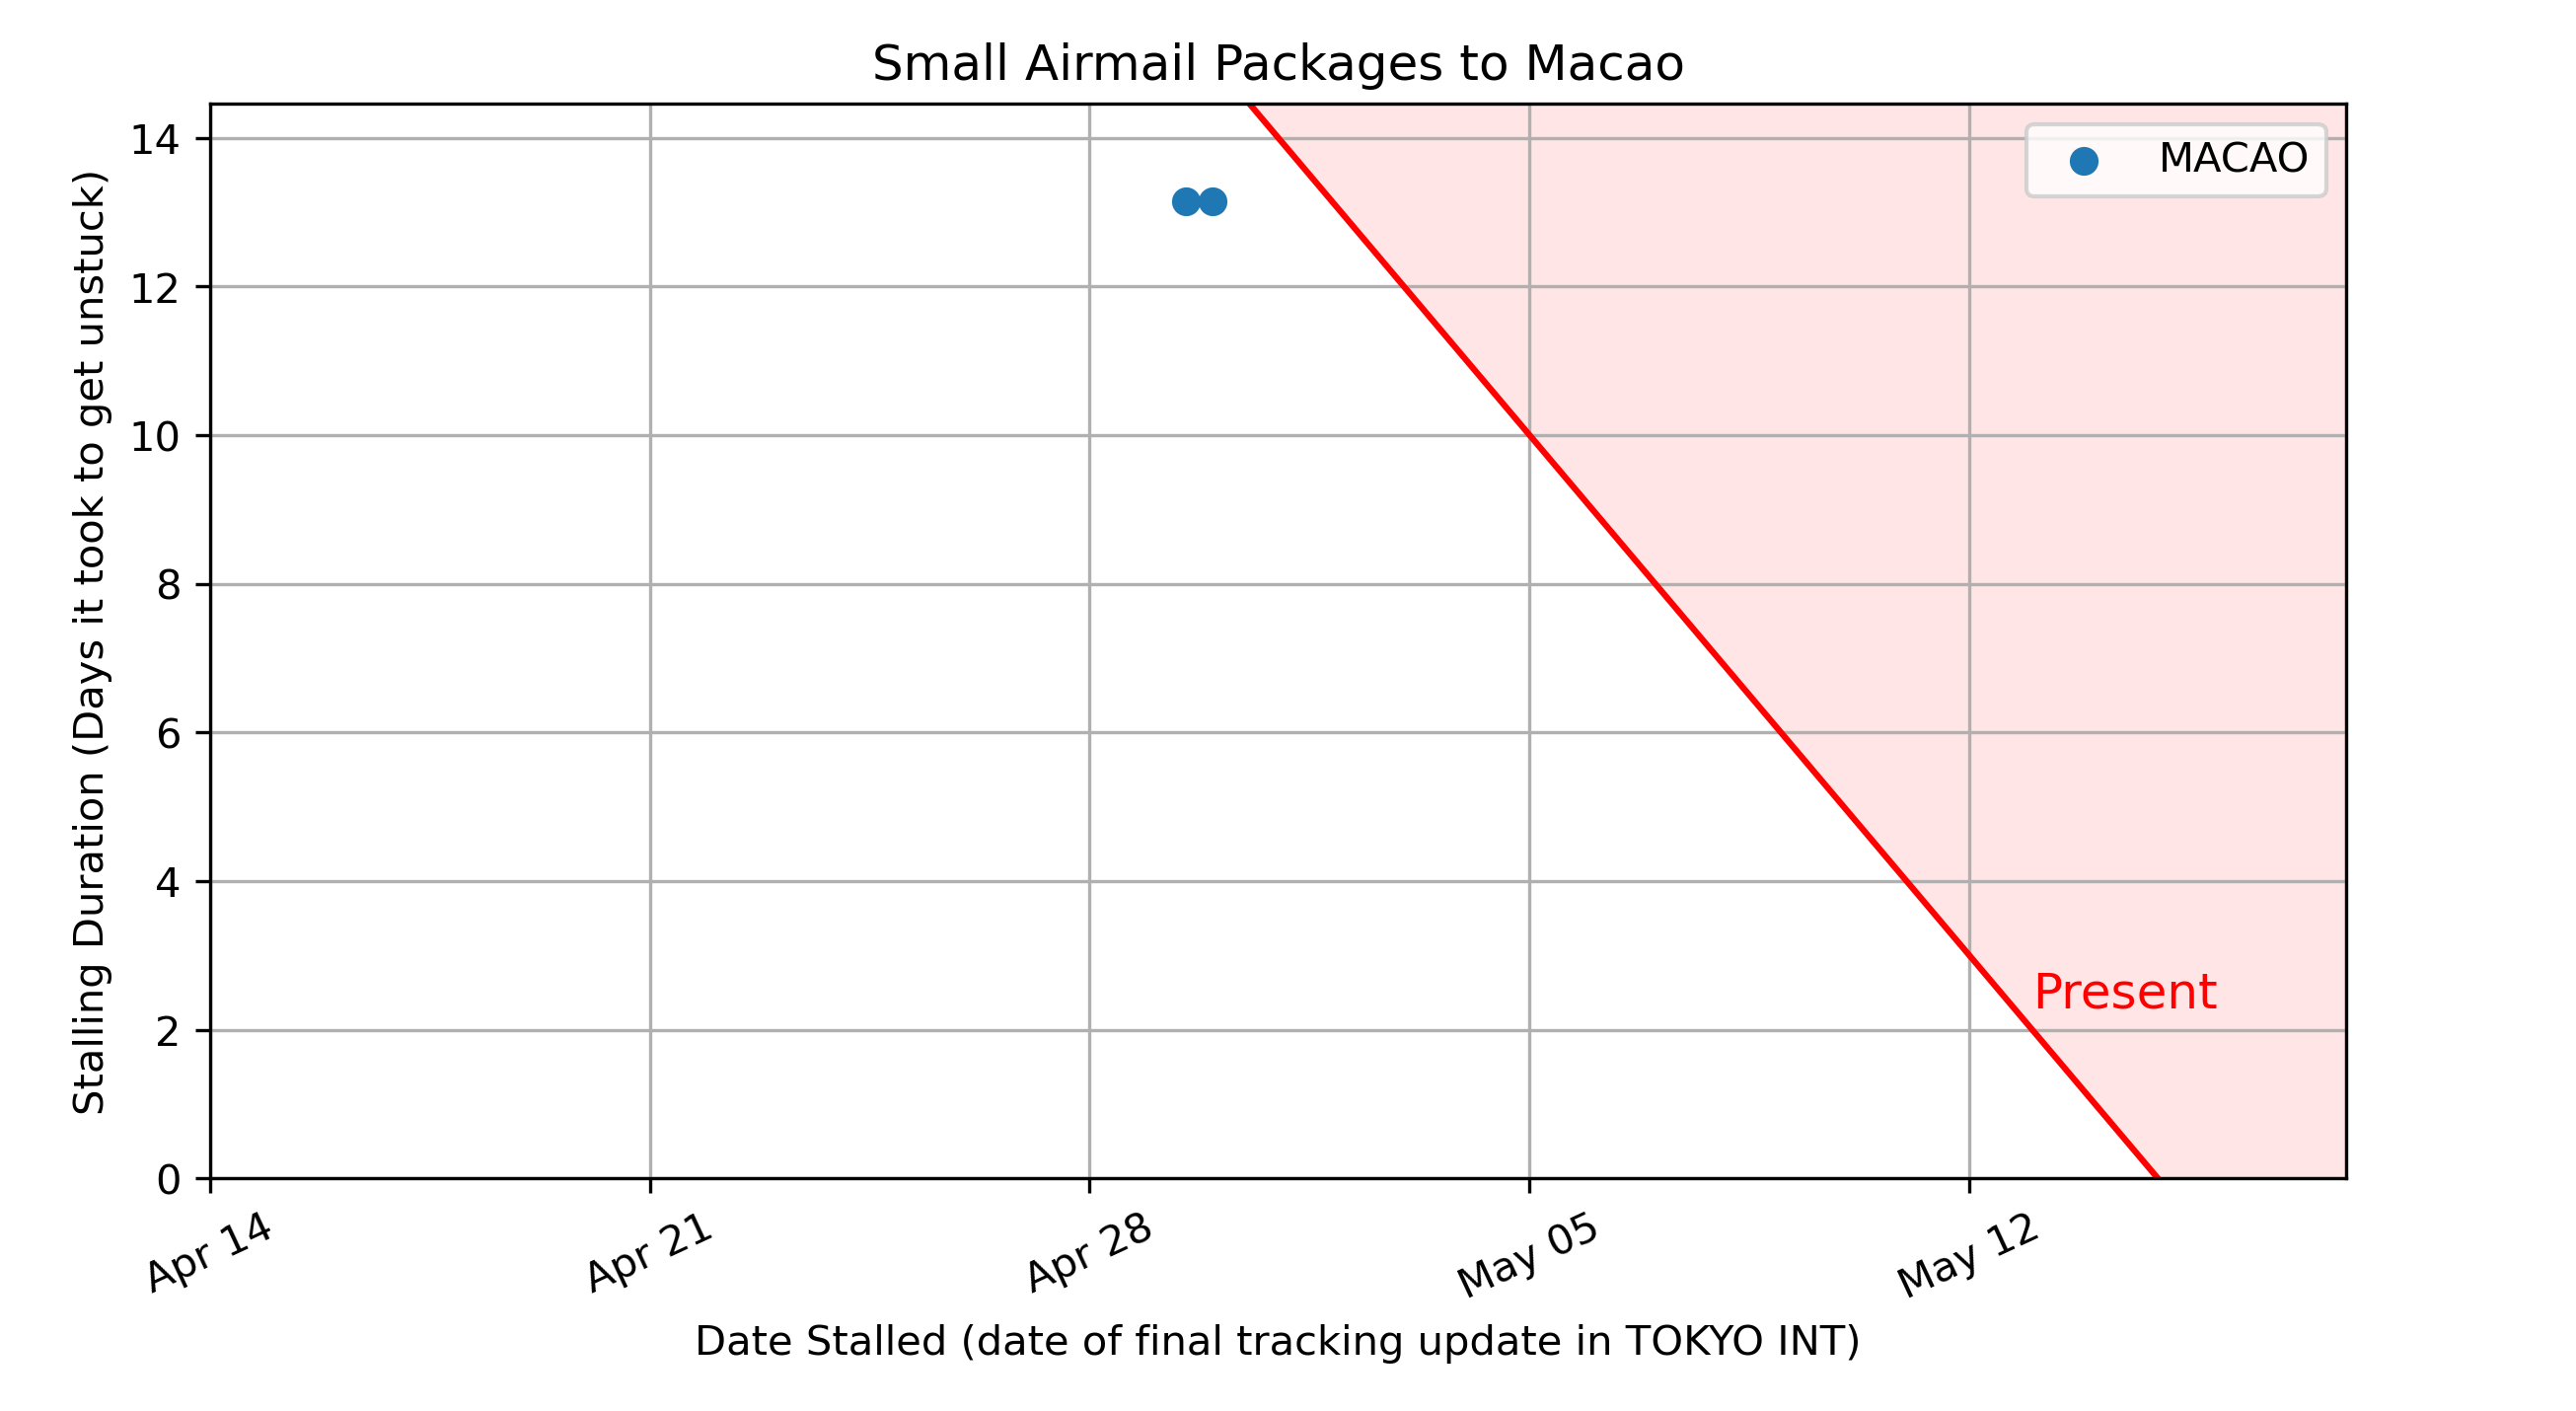 Small Airmail Packages to Macao
MACAO
14
12
10
8
6
4
2
0
Stalling Duration (Days it took to get unstuck)
Present
Apr 14
Apr 21
Apr 28
May 05
May 12
Date Stalled (date of final tracking update in TOKYO INT)